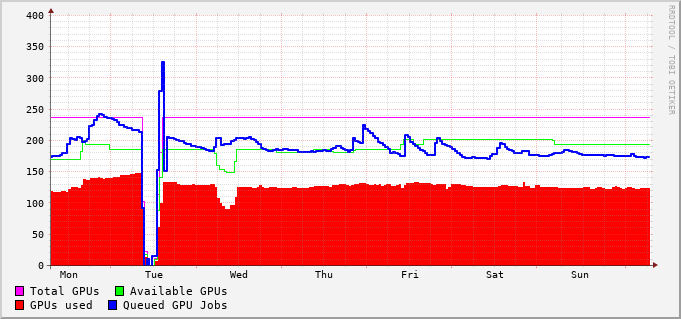 400
350
300
250
200
150
100
50
0
Mon Tue Wed Thu Fri Sat Sun
Total GPUs Available GPUs
GPUs used Queued GPU Jobs
RRDTOOL / TOBI OETIKER